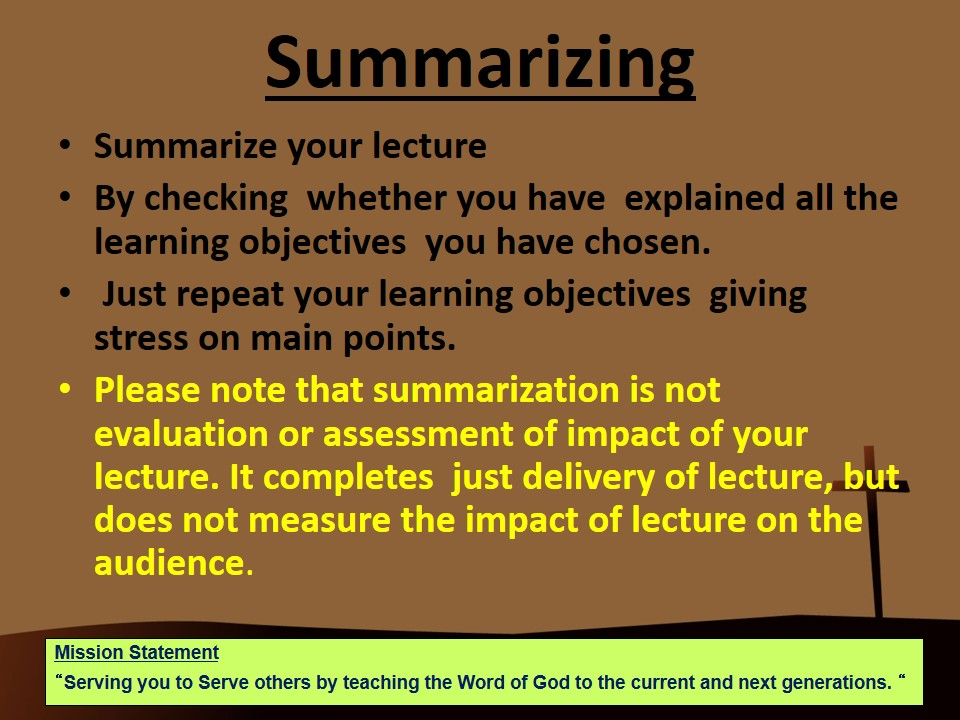 Summarizing
• Summarize your lecture
• By checking  whether you have  explained all the
learning objectives  you have chosen.
•  Just repeat your learning objectives  giving
stress on main points.
• Please note that summarization is not
evaluation or assessment of impact of your
lecture. It completes  just delivery of lecture, but
does not measure the impact of lecture on the
audience.
Mission Statement
“Serving you to Serve others by teaching the Word of God to the current and next generations. “